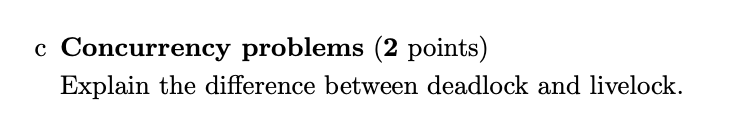 c Concurrency problems (2 points)
Explain the difference between deadlock and livelock.